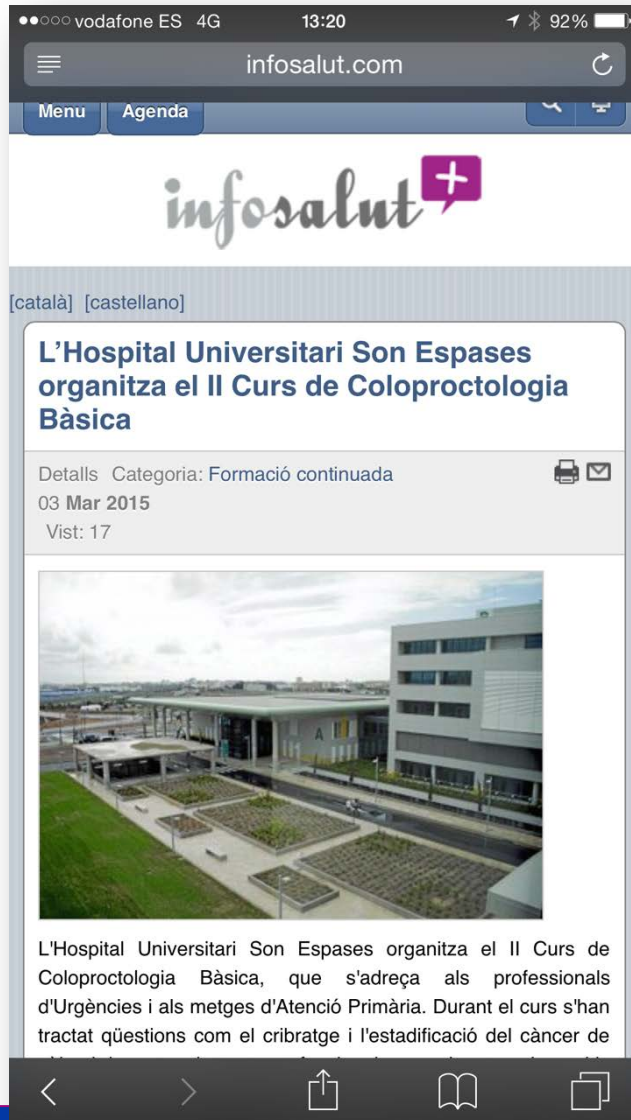 vodafone ES 4G 13:20 92%
infosalut.com
Menu Agenda
infosalut+
[català] [castellano]
L’Hospital Universitari Son Espases
organitza el II Curs de Coloproctologia
Bàsica
Detalls Categoria: Formació continuada
03 Mar 2015
Vist: 17
L'Hospital Universitari Son Espases organitza el II Curs de
Coloproctologia Bàsica, que s'adreça als professionals
d'Urgències i als metges d'Atenció Primària. Durant el curs s'han
tractat qüestions com el cribratge i l'estadificació del càncer de